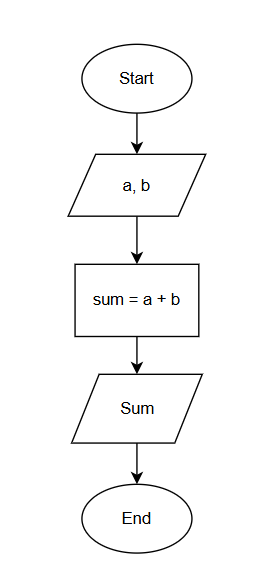 Start
a, b
sum = a + b
Sum
End